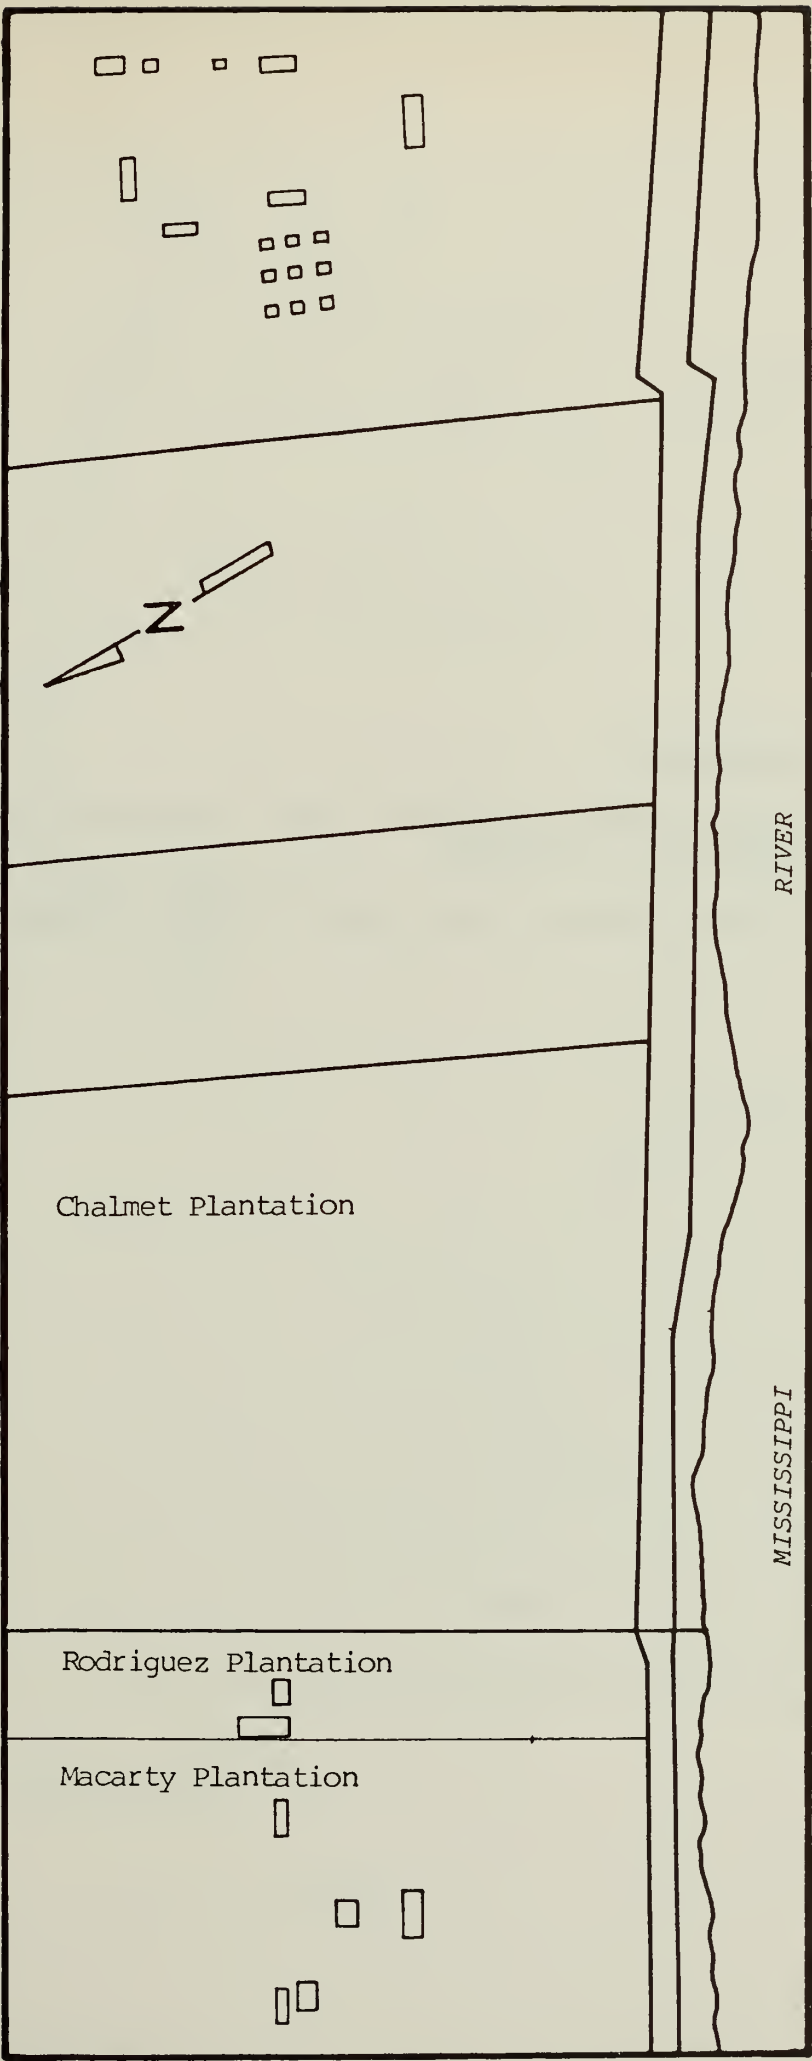 N
RIVER
Chalmet Plantation
MISSISSIPPI
Rodriguez Plantation
Macarty Plantation